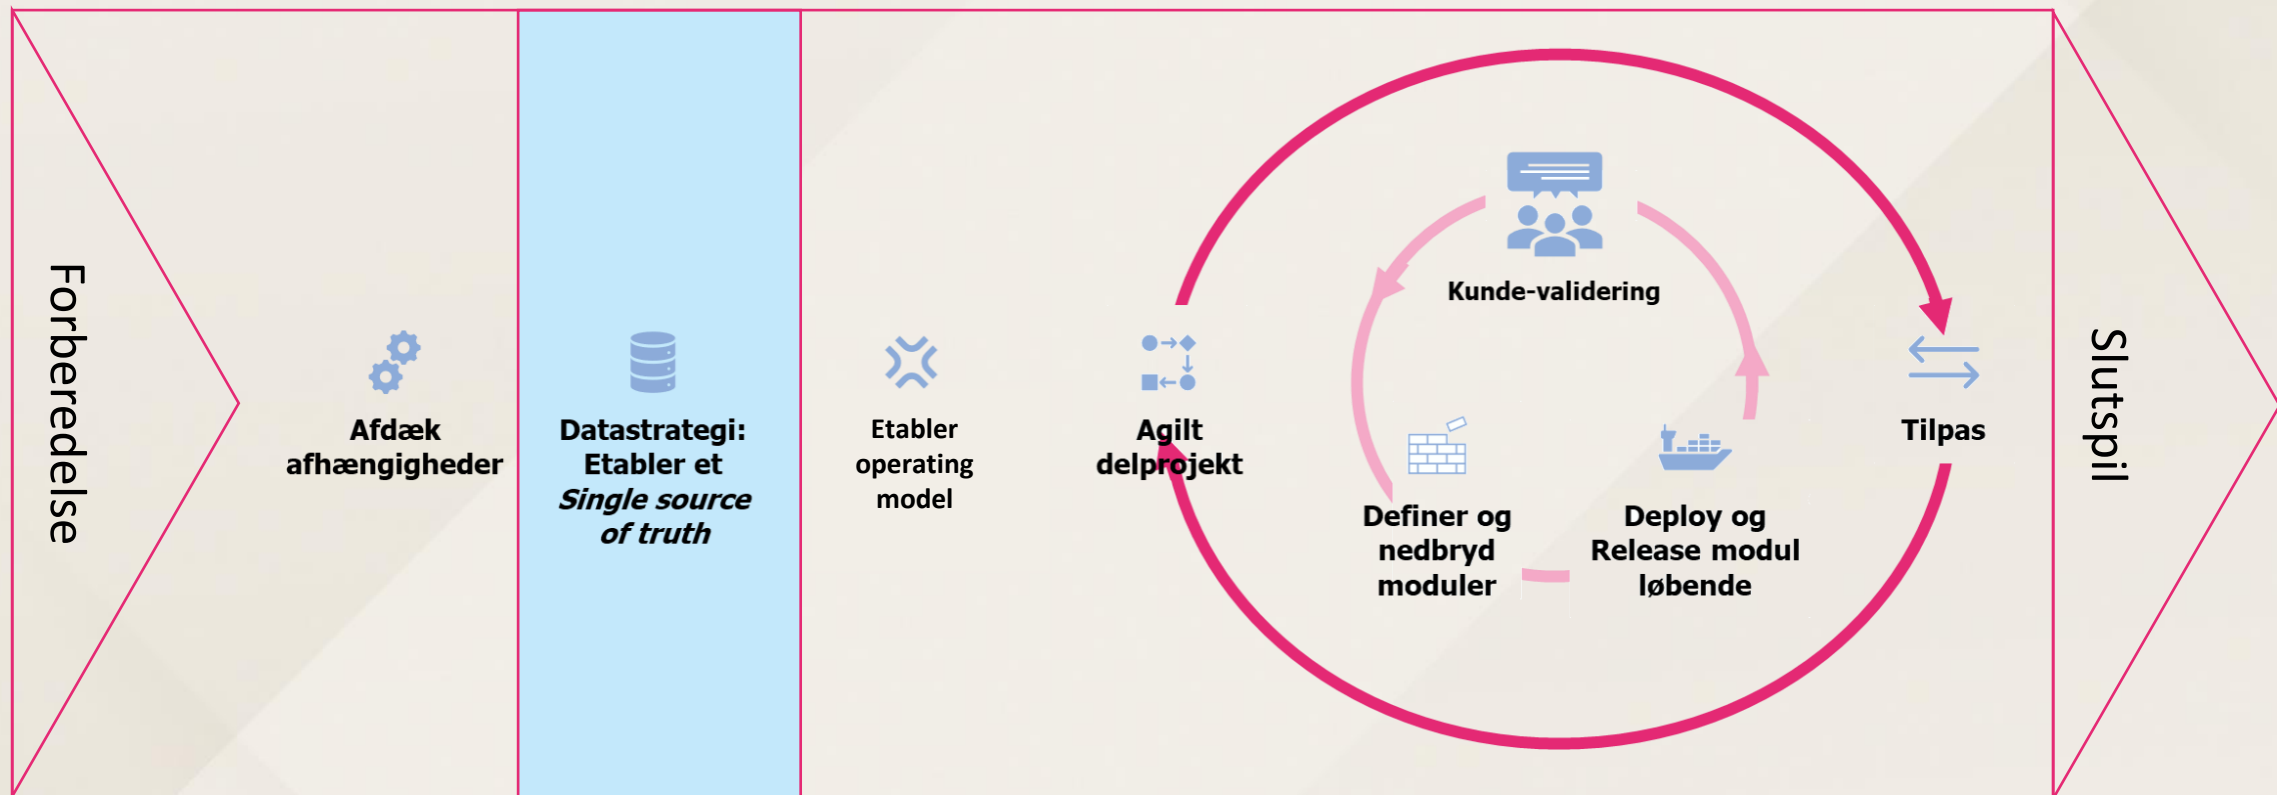 Forberedelse
Afdæk
afhængigheder
Datastrategi:
Etabler et
Single source
of truth
Etabler
operating
model
Agilt
delprojekt
Kunde-validering
Definer og
nedbryd
moduler
Deploy og
Release modul
løbende
Tilpas
Slutspil